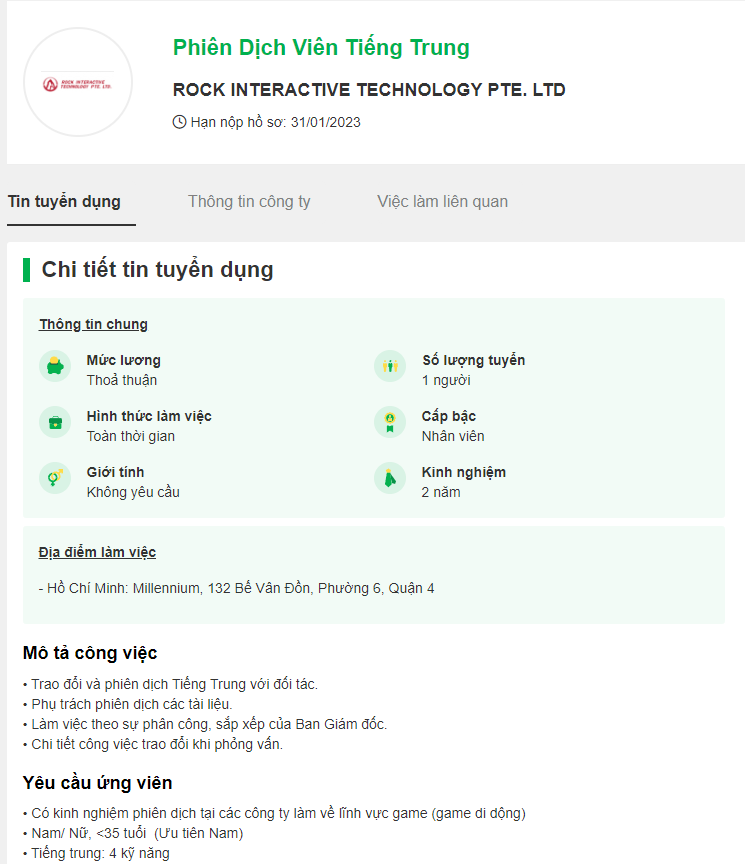 Phiên Dịch Viên Tiếng Trung
ROCK INTERACTIVE
TECHNOLOGY PTE. LTD.
ROCK INTERACTIVE TECHNOLOGY PTE. LTD
Hạn nộp hồ sơ: 31/01/2023
Tin tuyển dụng Thông tin công ty Việc làm liên quan
Chi tiết tin tuyển dụng
Thông tin chung
Mức lương Số lượng tuyển
Thoả thuận 1 người
Hình thức làm việc Cấp bậc
Toàn thời gian Nhân viên
Giới tính Kinh nghiệm
Không yêu cầu 2 năm
Địa điểm làm việc
- Hồ Chí Minh: Millennium, 132 Bế Vân Đồn, Phường 6, Quận 4
Mô tả công việc
• Trao đổi và phiên dịch Tiếng Trung với đối tác.
• Phụ trách phiên dịch các tài liệu.
• Làm việc theo sự phân công, sắp xếp của Ban Giám đốc.
• Chi tiết công việc trao đổi khi phỏng vấn.
Yêu cầu ứng viên
• Có kinh nghiệm phiên dịch tại các công ty làm về lĩnh vực game (game di dộng)
• Nam/ Nữ, <35 tuổi (Ưu tiên Nam)
• Tiếng trung: 4 kỹ năng